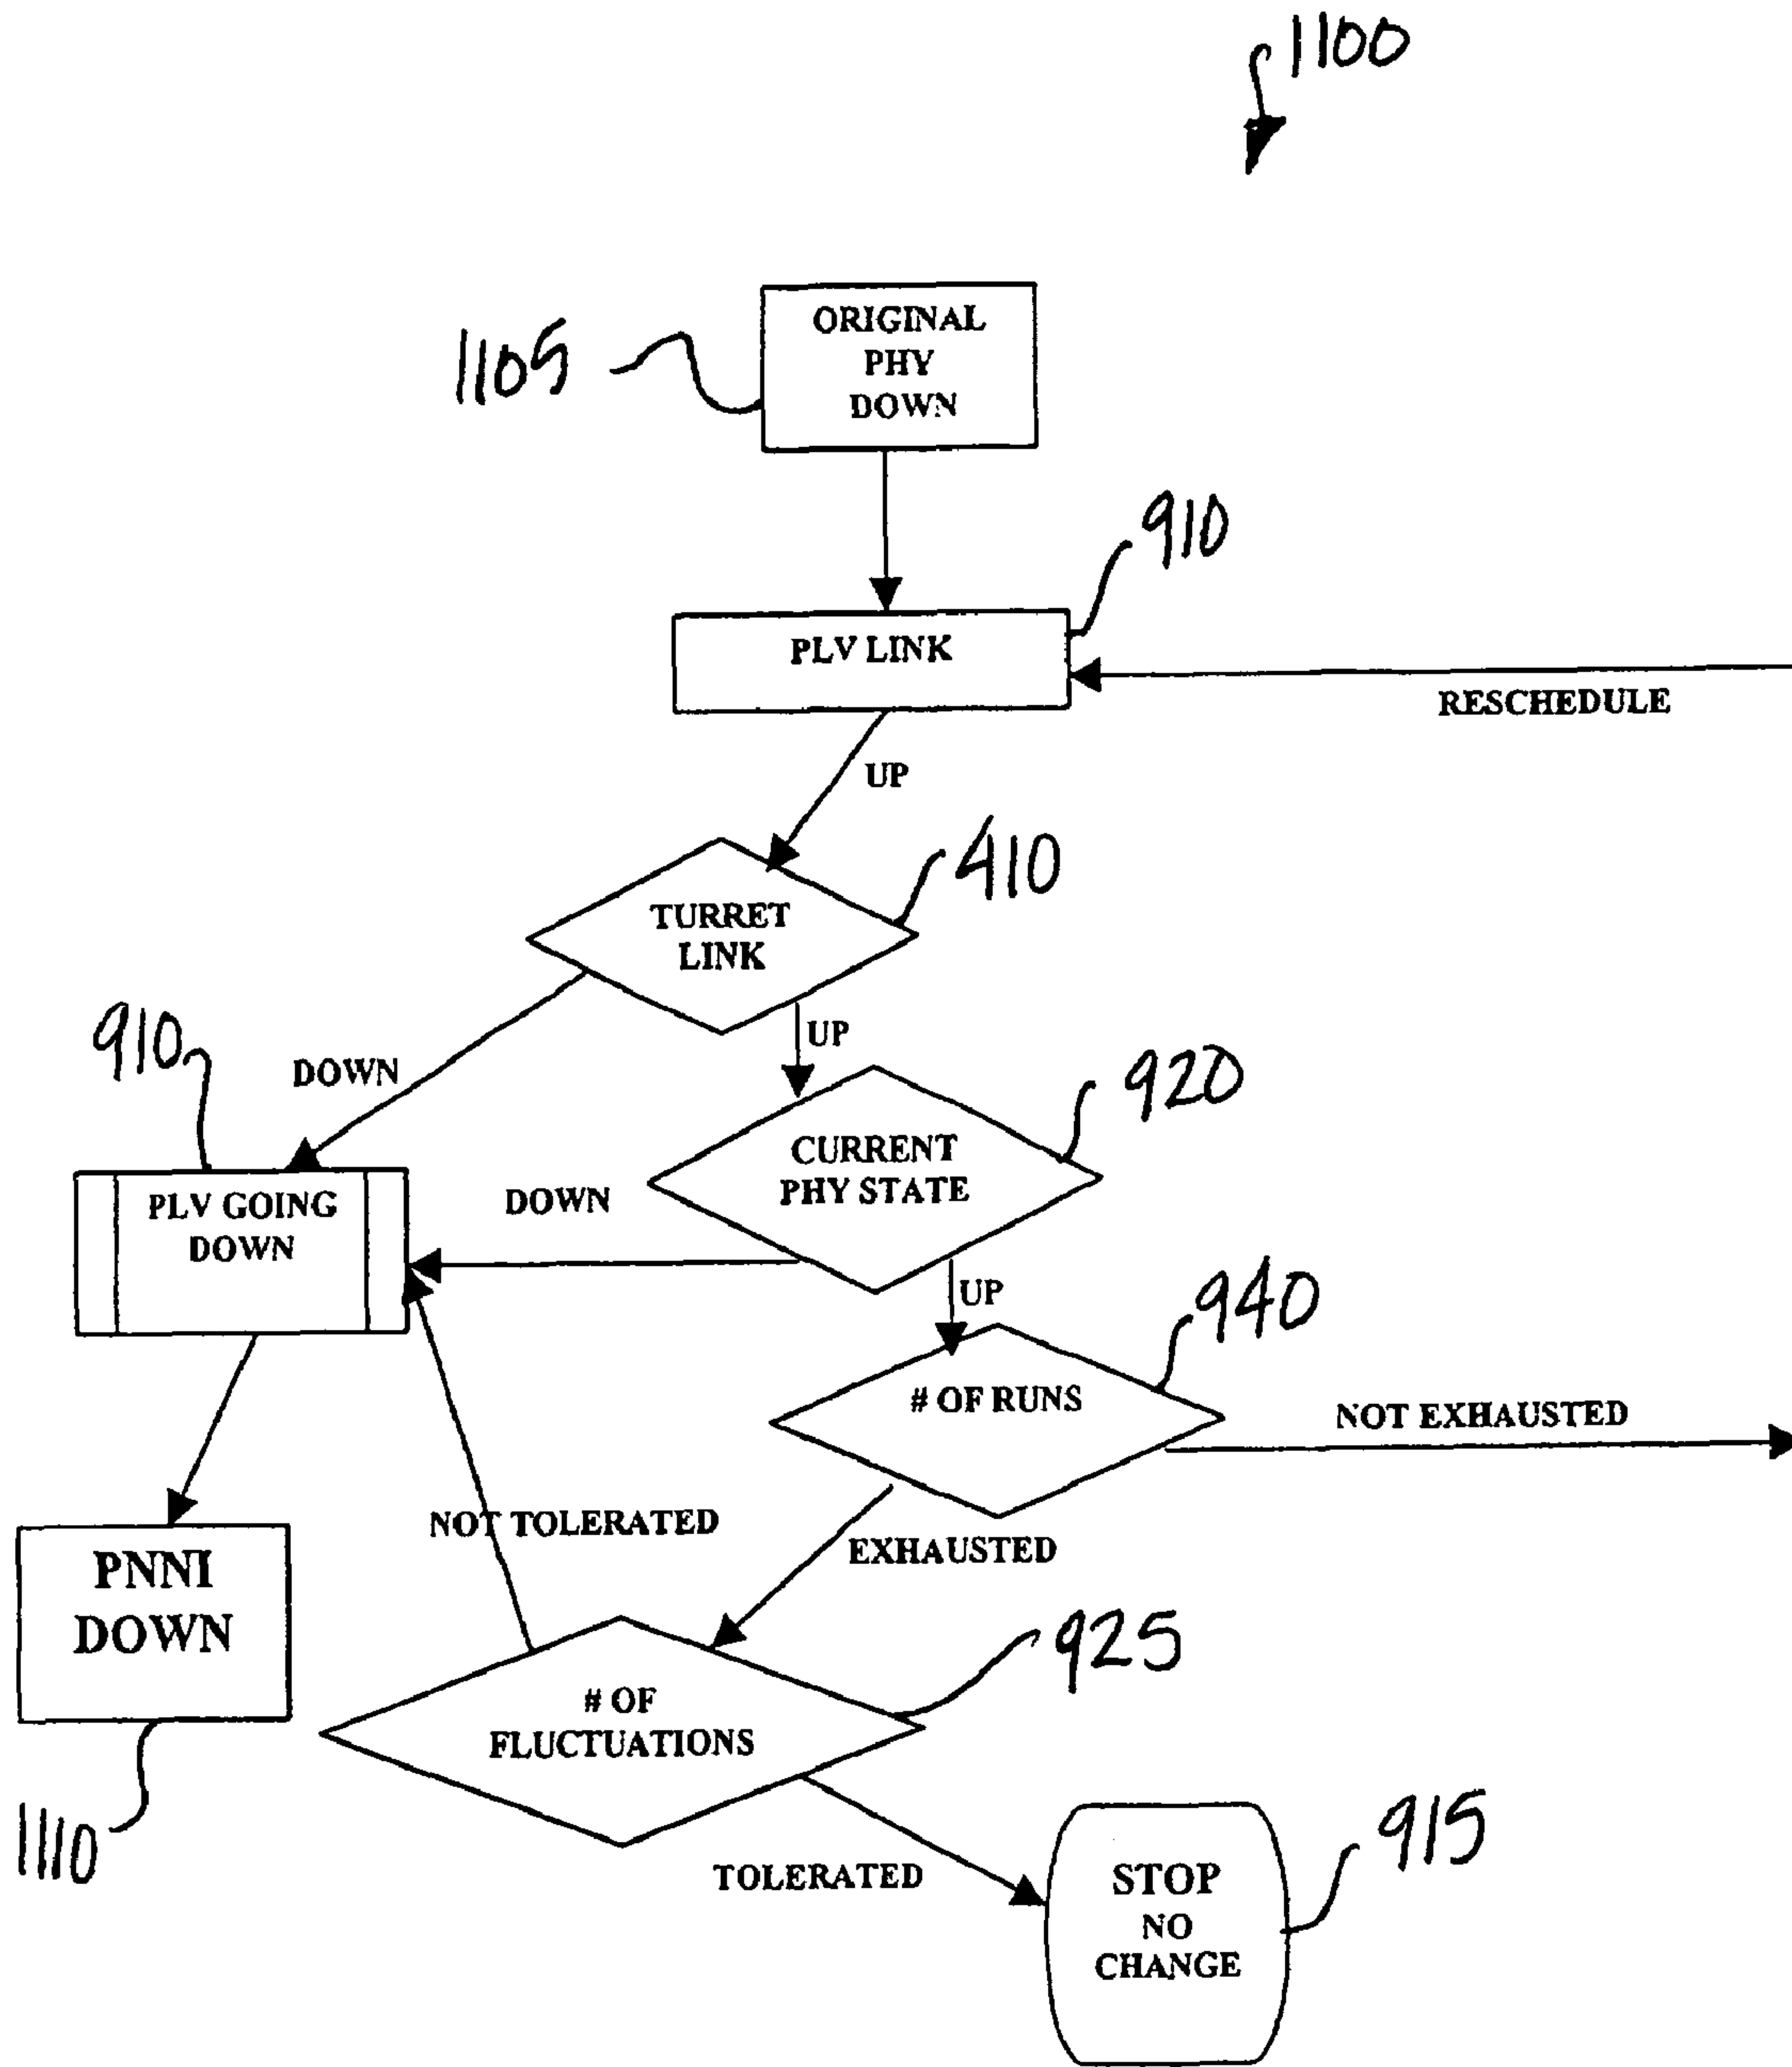 1100
ORIGINAL
PHY
DOWN
1105
910
PLV LINK
RESCHEDULE
UP
410
TURRET
LINK
910
DOWN
UP
920
CURRENT
PHY STATE
PLV GOING
DOWN
DOWN
UP
940
# OF RUNS
NOT EXHAUSTED
NOT TOLERATED
EXHAUSTED
PNNI
DOWN
925
# OF
FLUCTUATIONS
1110
TOLERATED
915
STOP
NO
CHANGE